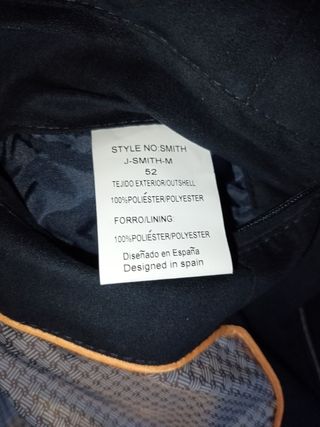 STYLE NO:SMITH
J-SMITH-M
52
TEJIDO EXTERIOR/OUTSHELL
100%POLIÉSTER/POLYESTER
FORRO/LINING:
100%POLIÉSTER/POLYESTER
Diseñado en España
Designed in spain